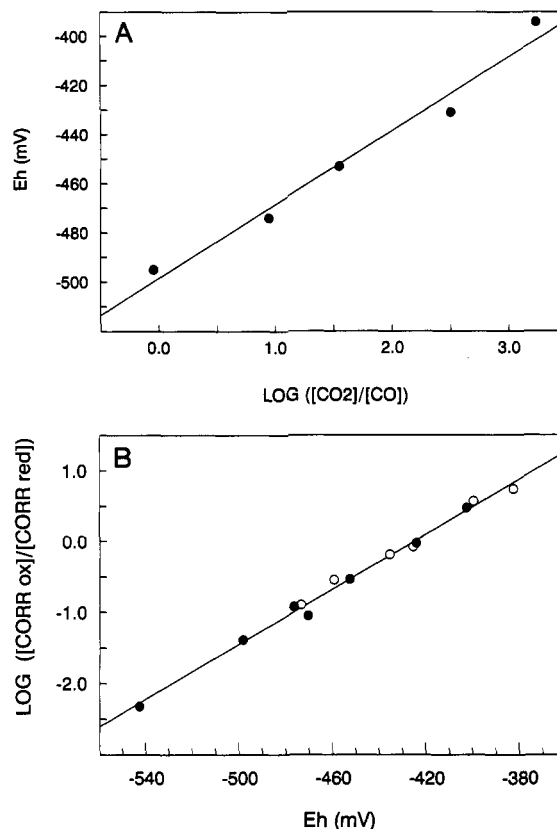 A
-400
-420
-440
-460
-480
-500
Eh (mV)
0.0 1.0 2.0 3.0
LOG ([CO2]/[CO])
B
1.0
0.0
-1.0
-2.0
LOG ([CORR ox]/[CORR red])
-540 -500 -460 -420 -380
Eh (mV)